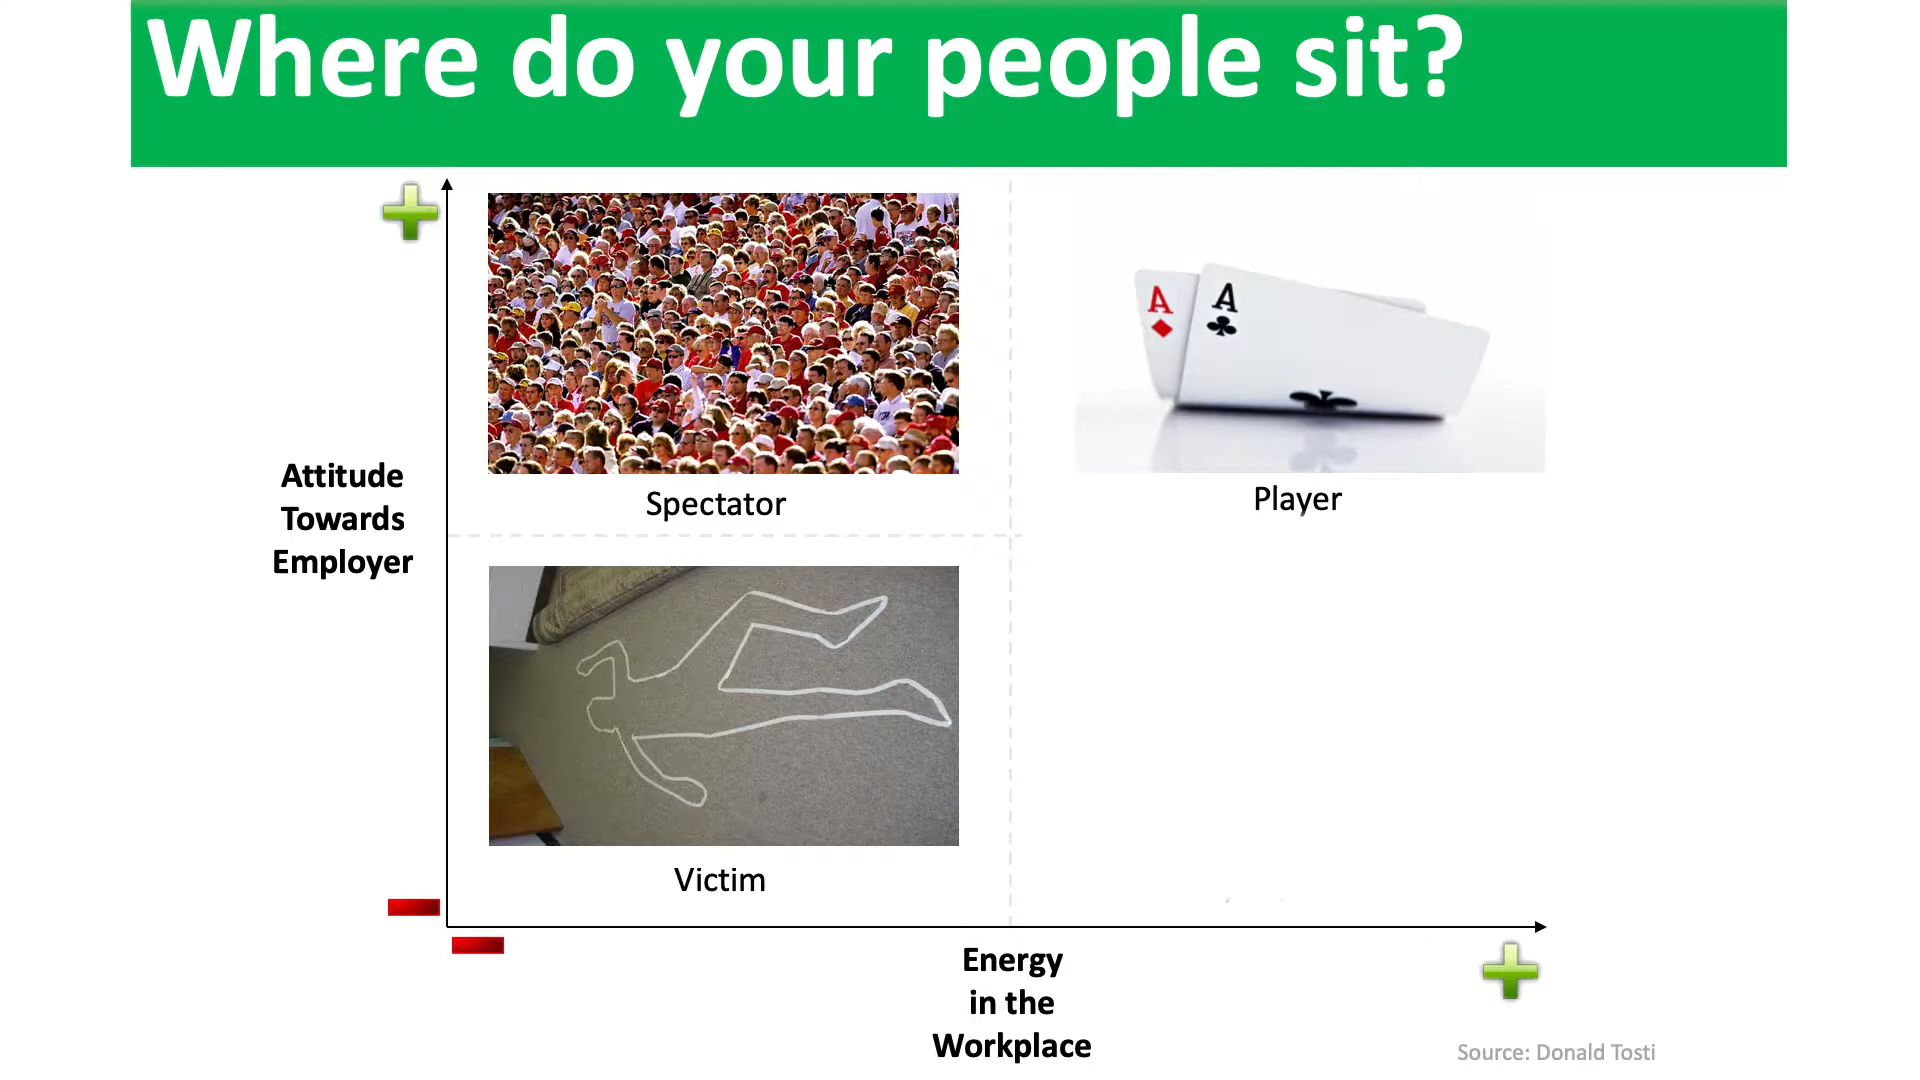 Where do your people sit?
A
A
Spectator
Player
Attitude
Towards
Employer
Victim
Energy
in the
Workplace
Source: Donald Tosti